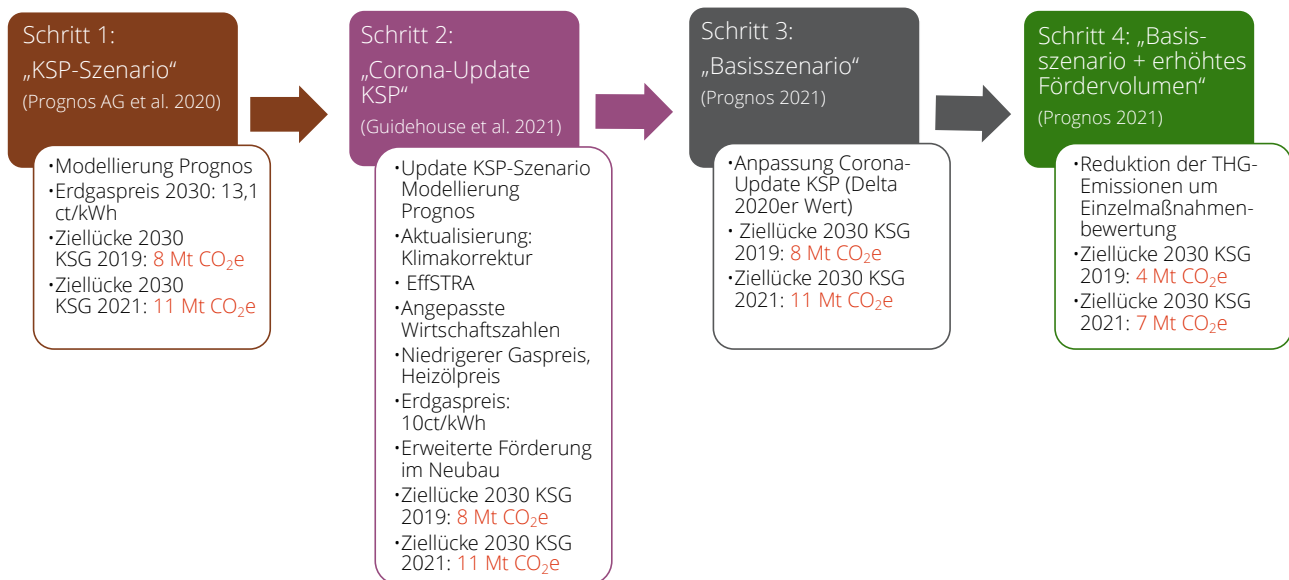 Schritt 1:
„KSP-Szenario“
(Prognos AG et al. 2020)
•Modellierung Prognos
•Erdgaspreis 2030: 13,1
ct/kWh
•Ziellücke 2030
KSG 2019: 8 Mt CO₂e
•Ziellücke 2030
KSG 2021: 11 Mt CO₂e
Schritt 2:
„Corona-Update
KSP“
(Guidehouse et al. 2021)
•Update KSP-Szenario
Modellierung
Prognos
•Aktualisierung:
Klimakorrektur
• EffSTRA
•Angepasste
Wirtschaftszahlen
•Niedrigerer Gaspreis,
Heizölpreis
•Erdgaspreis:
10ct/kWh
•Erweiterte Förderung
im Neubau
•Ziellücke 2030 KSG
2019: 8 Mt CO₂e
•Ziellücke 2030 KSG
2021: 11 Mt CO₂e
Schritt 3:
„Basisszenario“
(Prognos 2021)
•Anpassung Corona-
Update KSP (Delta
2020er Wert)
• Ziellücke 2030 KSG
2019: 8 Mt CO₂e
•Ziellücke 2030 KSG
2021: 11 Mt CO₂e
Schritt 4: „Basis-
szenario + erhöhtes
Fördervolumen“
(Prognos 2021)
•Reduktion der THG-
Emissionen um
Einzelmaßnahmen-
bewertung
•Ziellücke 2030 KSG
2019: 4 Mt CO₂e
•Ziellücke 2030 KSG
2021: 7 Mt CO₂e